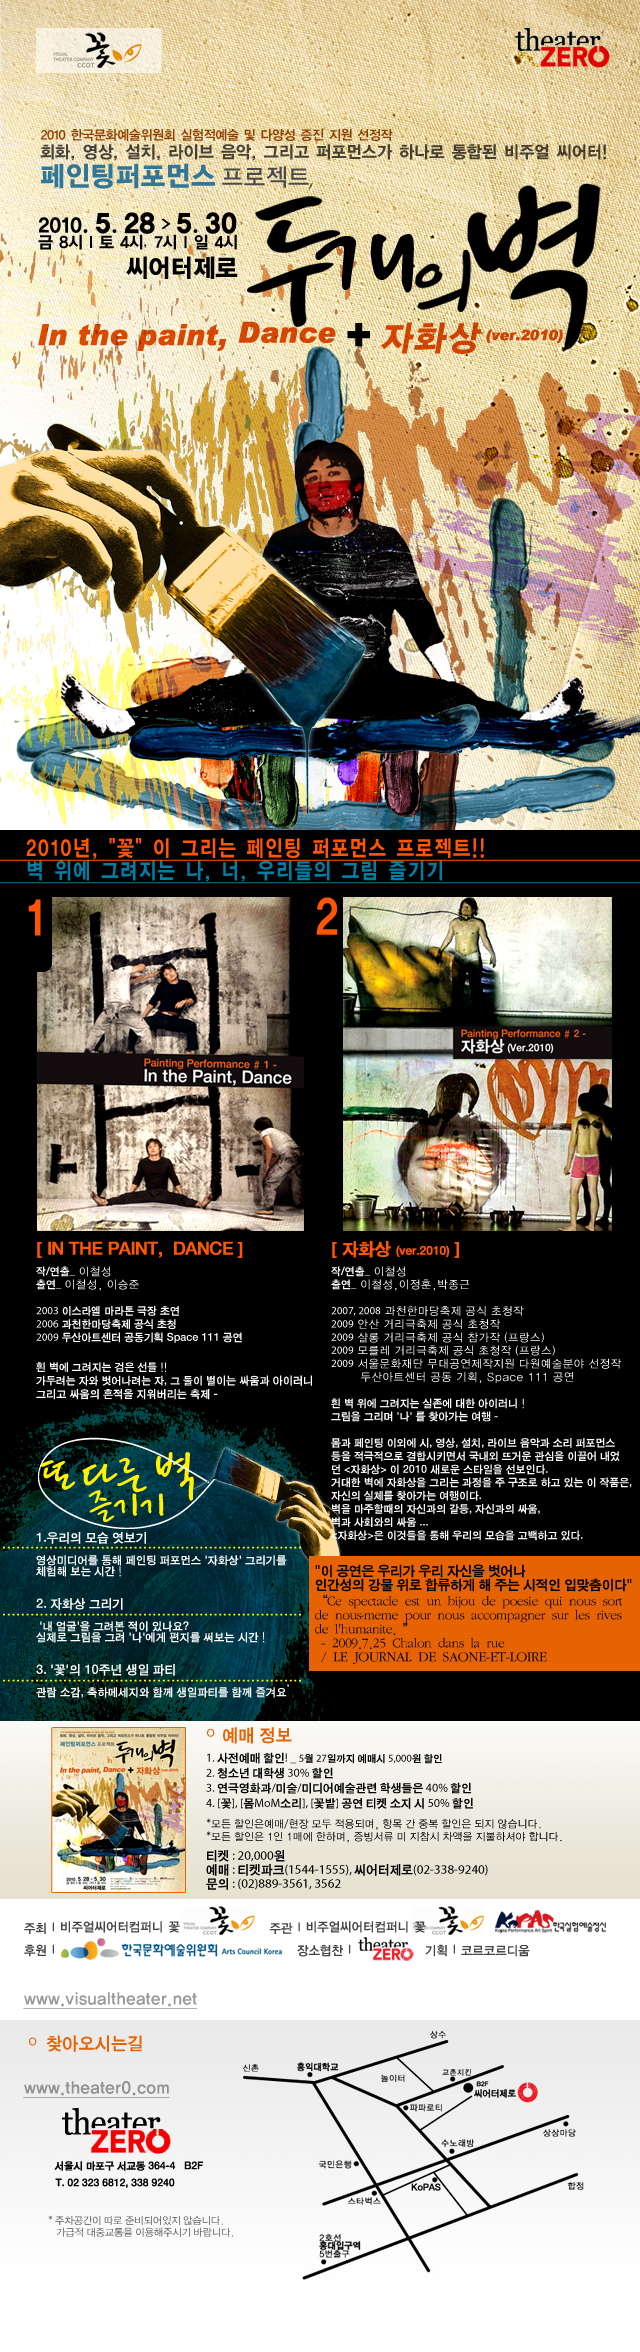 VISUAL
THEATER COMPANY
CCOT
꽃
theater
ZERO
2010 한국문화예술위원회 실험적예술 및 다양성 증진 지원 선정작
회화, 영상, 설치, 라이브 음악, 그리고 퍼포먼스가 하나로 통합된 비주얼 씨어터!
페인팅퍼포먼스 프로젝트
두개의 벽
2010. 5. 28 > 5. 30
금 8시 I 토 4시, 7시 I 일 4시
씨어터제로
In the paint, Dance + 자화상 (ver.2010)
2010년, "꽃" 이 그리는 페인팅 퍼포먼스 프로젝트!!
벽 위에 그려지는 나, 너, 우리들의 그림 즐기기
1
Painting Performance # 1 -
In the Paint, Dance
[ IN THE PAINT, DANCE ]
작/연출_ 이철성
출연_ 이철성, 이승준
2003 이스라엘 마라톤 극장 초연
2006 과천한마당축제 공식 초청
2009 두산아트센터 공동기획 Space 111 공연
흰 벽에 그려지는 검은 선들 !!
가두려는 자와 벗어나려는 자, 그 둘이 벌이는 싸움과 아이러니
그리고 싸움의 흔적을 지워버리는 축제 -
2
Painting Performance # 2 -
자화상 (Ver.2010)
[ 자화상 (ver.2010) ]
작/연출_ 이철성
출연_ 이철성,이정훈,박종근
2007, 2008 과천한마당축제 공식 초청작
2009 안산 거리극축제 공식 초청작
2009 샬롱 거리극축제 공식 참가작 (프랑스)
2009 모를레 거리극축제 공식 초청작 (프랑스)
2009 서울문화재단 무대공연제작지원 다원예술분야 선정작
두산아트센터 공동 기획, Space 111 공연
흰 벽 위에 그려지는 실존에 대한 아이러니 !
그림을 그리며 '나' 를 찾아가는 여행 -
몸과 페인팅 이외에 시, 영상, 설치, 라이브 음악과 소리 퍼포먼스
등을 적극적으로 결합시키면서 국내외 뜨거운 관심을 이끌어 내었
던 <자화상> 이 2010 새로운 스타일을 선보인다.
거대한 벽에 자화상을 그리는 과정을 주 구조로 하고 있는 이 작품은,
자신의 실체를 찾아가는 여행이다.
벽을 마주할때의 자신과의 갈등, 자신과의 싸움,
벽과 사회와의 싸움 ...
<자화상>은 이것들을 통해 우리의 모습을 고백하고 있다.
또 다른 벽
즐기기
1.우리의 모습 엿보기
영상미디어를 통해 페인팅 퍼포먼스 '자화상' 그리기를
체험해 보는 시간 !
2. 자화상 그리기
'내 얼굴'을 그려본 적이 있나요?
실제로 그림을 그려 '나'에게 편지를 써보는 시간 !
3. '꽃'의 10주년 생일 파티
관람 소감, 축하메세지와 함께 생일파티를 함께 즐겨요
"이 공연은 우리가 우리 자신을 벗어나
인간성의 강물 위로 합류하게 해 주는 시적인 입맞춤이다"
"Ce spectacle est un bijou de poesie qui nous sort
de nous-meme pour nous accompagner sur les rives
de l'humanite. "
- 2009.7.25 Chalon dans la rue
/ LE JOURNAL DE SAONE-ET-LOIRE
예매 정보
1. 사전예매 할인! _ 5월 27일까지 예매시 5,000원 할인
2. 청소년 대학생 30% 할인
3. 연극영화과/미술/미디어예술관련 학생들은 40% 할인
4. [꽃], [몸MoM소리], [꽃밭] 공연 티켓 소지 시 50% 할인
*모든 할인은예매/현장 모두 적용되며, 항목 간 중복 할인은 되지 않습니다.
*모든 할인은 1인 1매에 한하며, 증빙서류 미 지참시 차액을 지불하셔야 합니다.
티켓 : 20,000원
예매 : 티켓파크(1544-1555), 씨어터제로(02-338-9240)
문의 : (02)889-3561, 3562
주최 I 비주얼씨어터컴퍼니 꽃
주관 I 비주얼씨어터컴퍼니 꽃
KoPAS
Korea Performance Art Spirit
한국실험예술정신
후원 I 한국문화예술위원회 Arts Council Korea
장소협찬 I theater ZERO
기획 I 코르코르디움
www.visualtheater.net
찾아오시는길
www.theater0.com
theater
ZERO
서울시 마포구 서교동 364-4 B2F
T. 02 323 6812, 338 9240
* 주차공간이 따로 준비되어있지 않습니다.
가급적 대중교통을 이용해주시기 바랍니다.
상수
신촌
홍익대학교
놀이터
교촌치킨
B2F
씨어터제로
파파로티
상상마당
수노래방
국민은행
KoPAS
합정
스타벅스
2호선
홍대입구역
5번출구